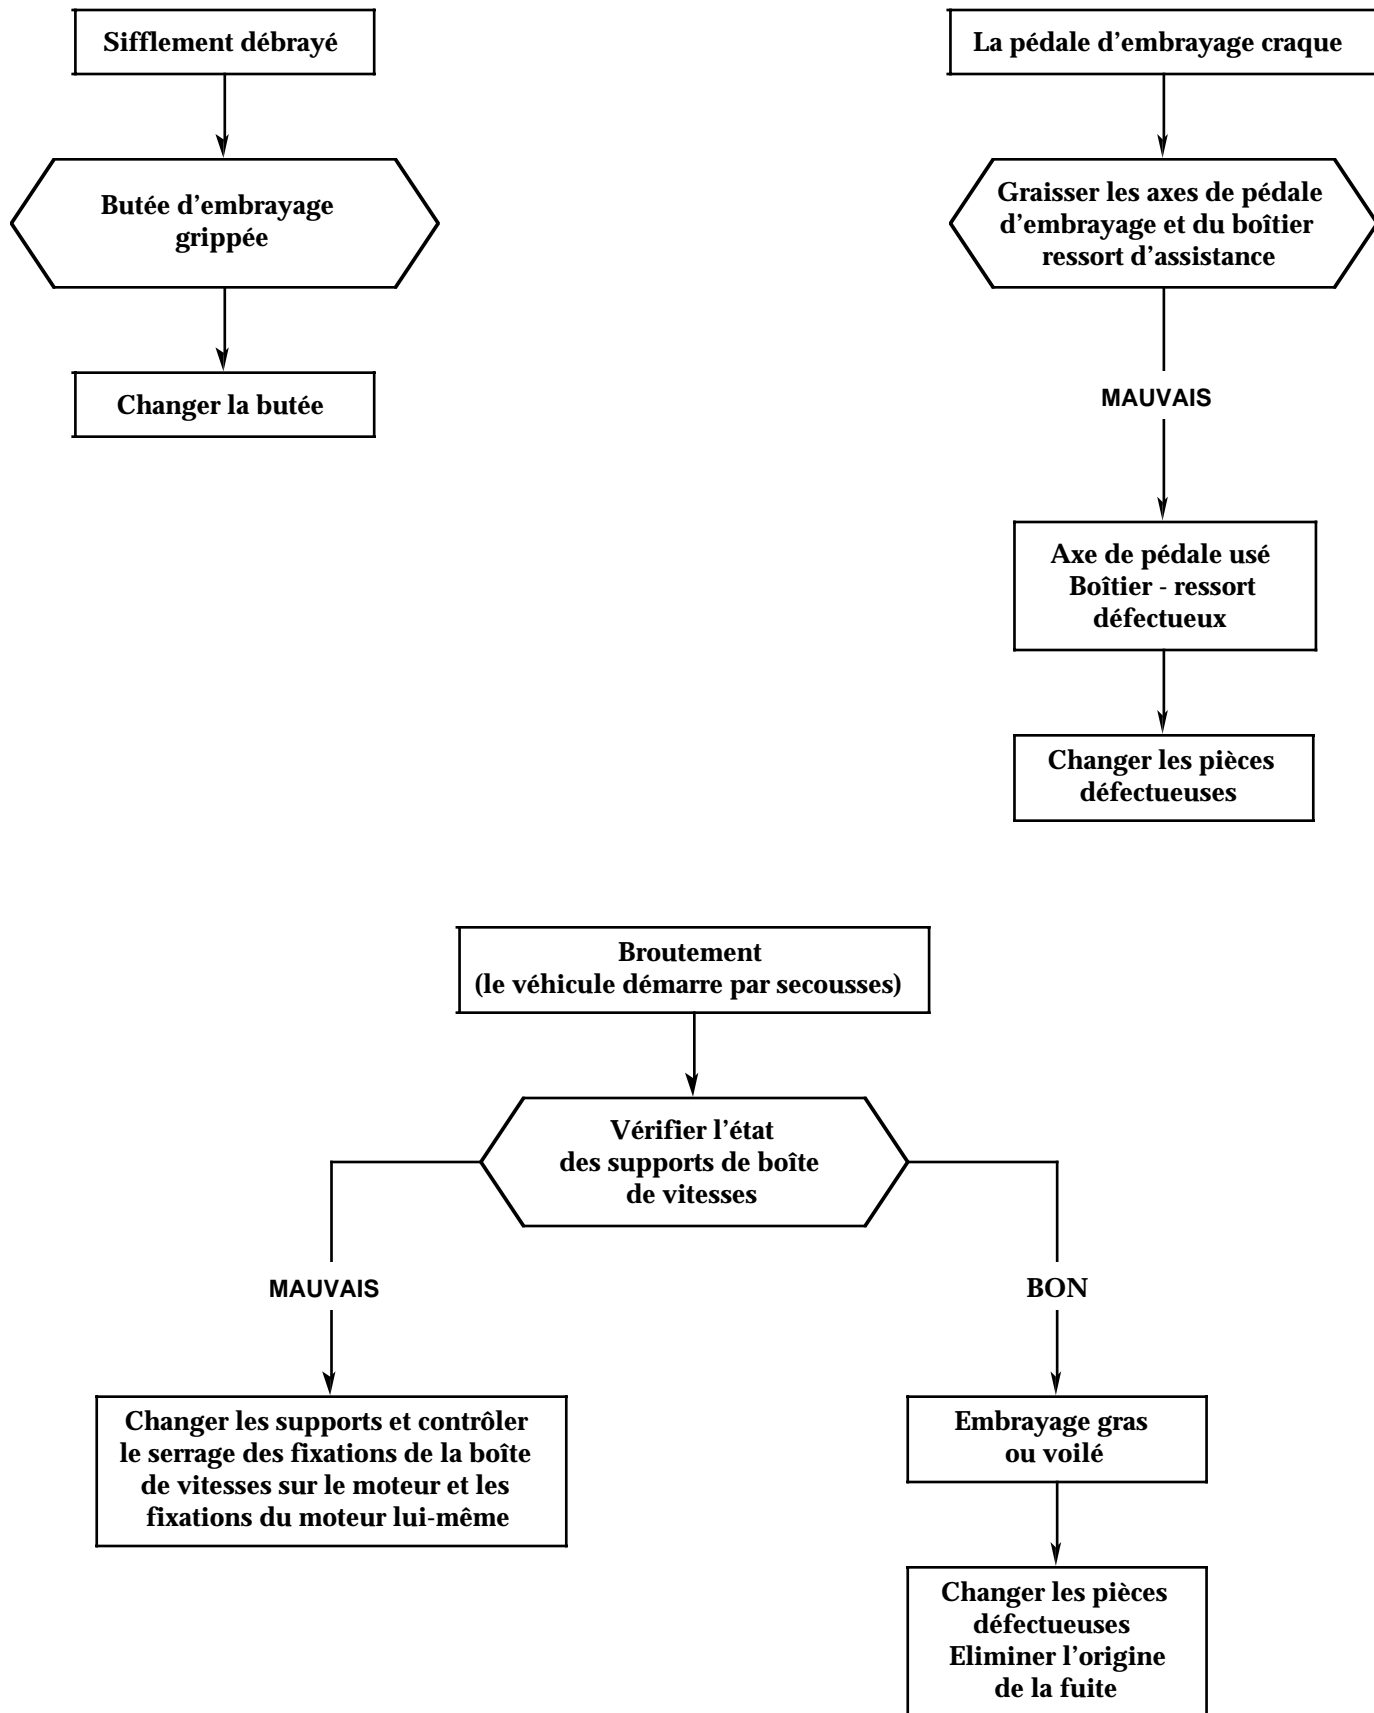 Sifflement débrayé
Butée d’embrayage
grippée
Changer la butée
La pédale d’embrayage craque
Graisser les axes de pédale
d’embrayage et du boîtier
ressort d’assistance
MAUVAIS
Axe de pédale usé
Boîtier - ressort
défectueux
Changer les pièces
défectueuses
Broutement
(le véhicule démarre par secousses)
Vérifier l’état
des supports de boîte
de vitesses
MAUVAIS
Changer les supports et contrôler
le serrage des fixations de la boîte
de vitesses sur le moteur et les
fixations du moteur lui-même
BON
Embrayage gras
ou voilé
Changer les pièces
défectueuses
Eliminer l’origine
de la fuite